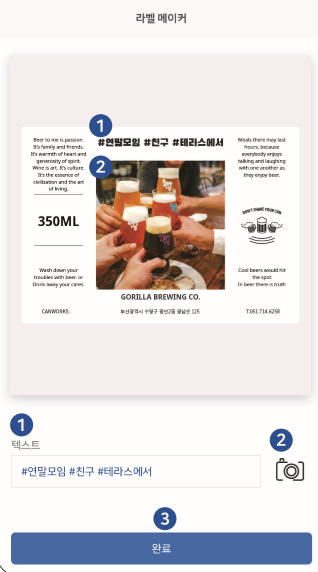 라벨 메이커
1
#연말모임 #친구 #테라스에서
2
Beer to me is passion.
It's family and friends.
It's warmth of heart and
generosity of spirit.
Wine is art. It's culture.
It's the essence of
civilization and the art
of living.
350ML
Wash down your
troubles with beer. or
Drink away your cares.
CANWORKS
GORILLA BREWING CO.
부산광역시 수영구 광안2동 광남로 125
Meals there may last
hours, because
everybody enjoys
talking and laughing
with one another as
they enjoy beer.
DON'T SHAKE YOUR CAN
Cool beers would hit
the spot
In beer there is truth
T.051.714.6258
1
텍스트
#연말모임 #친구 #테라스에서
2
3
완료